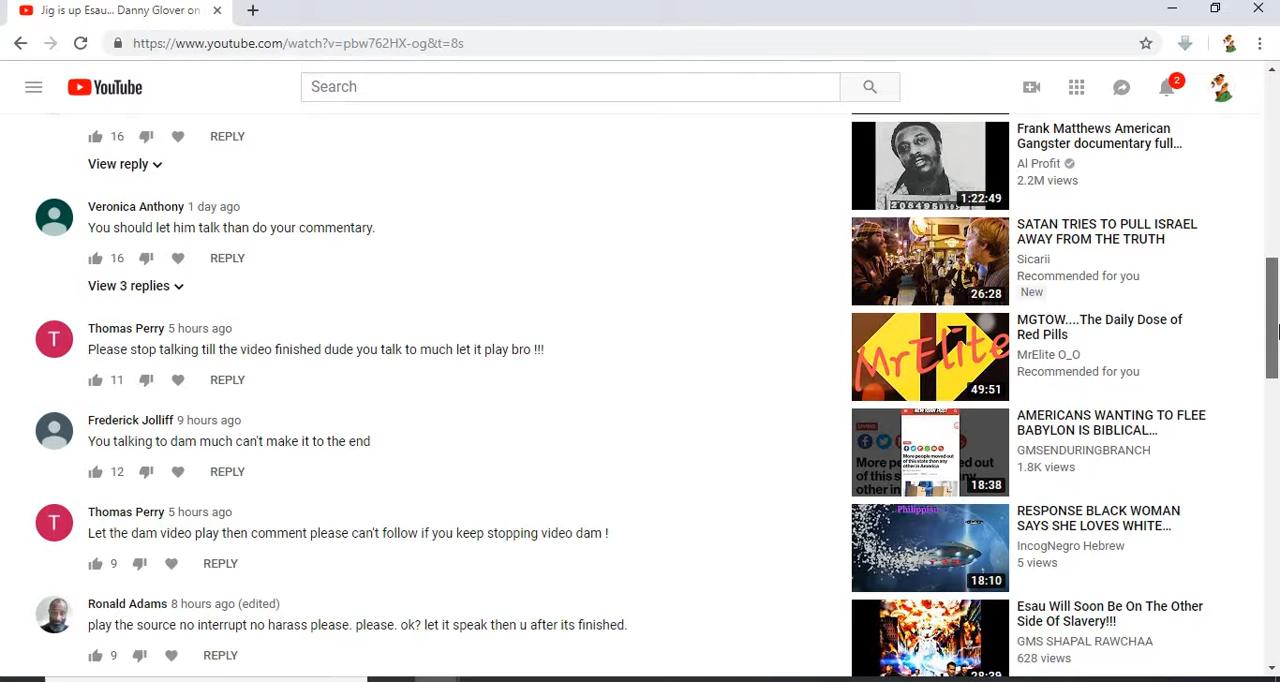 Jig is up Esau... Danny Glover on
https://www.youtube.com/watch?v=pbw762HX-og&t=8s
YouTube
Search
2
16
REPLY
View reply
Veronica Anthony 1 day ago
You should let him talk than do your commentary.
16
REPLY
View 3 replies
T
Thomas Perry 5 hours ago
Please stop talking till the video finished dude you talk to much let it play bro !!!
11
REPLY
Frederick Jolliff 9 hours ago
You talking to dam much can't make it to the end
12
REPLY
T
Thomas Perry 5 hours ago
Let the dam video play then comment please can't follow if you keep stopping video dam !
9
REPLY
Ronald Adams 8 hours ago (edited)
play the source no interrupt no harass please. please. ok? let it speak then u after its finished.
9
REPLY
1:22:49
Frank Matthews American
Gangster documentary full...
Al Profit
2.2M views
26:28
SATAN TRIES TO PULL ISRAEL
AWAY FROM THE TRUTH
Sicarii
Recommended for you
New
MrElite
49:51
MGTOW....The Daily Dose of
Red Pills
MrElite O_O
Recommended for you
NEW YORK POST
More people moved out
of this state than any
other in America
18:38
AMERICANS WANTING TO FLEE
BABYLON IS BIBLICAL...
GMSENDURINGBRANCH
1.8K views
18:10
RESPONSE BLACK WOMAN
SAYS SHE LOVES WHITE...
IncogNegro Hebrew
5 views
28:39
Esau Will Soon Be On The Other
Side Of Slavery!!!
GMS SHAPAL RAWCHAA
628 views